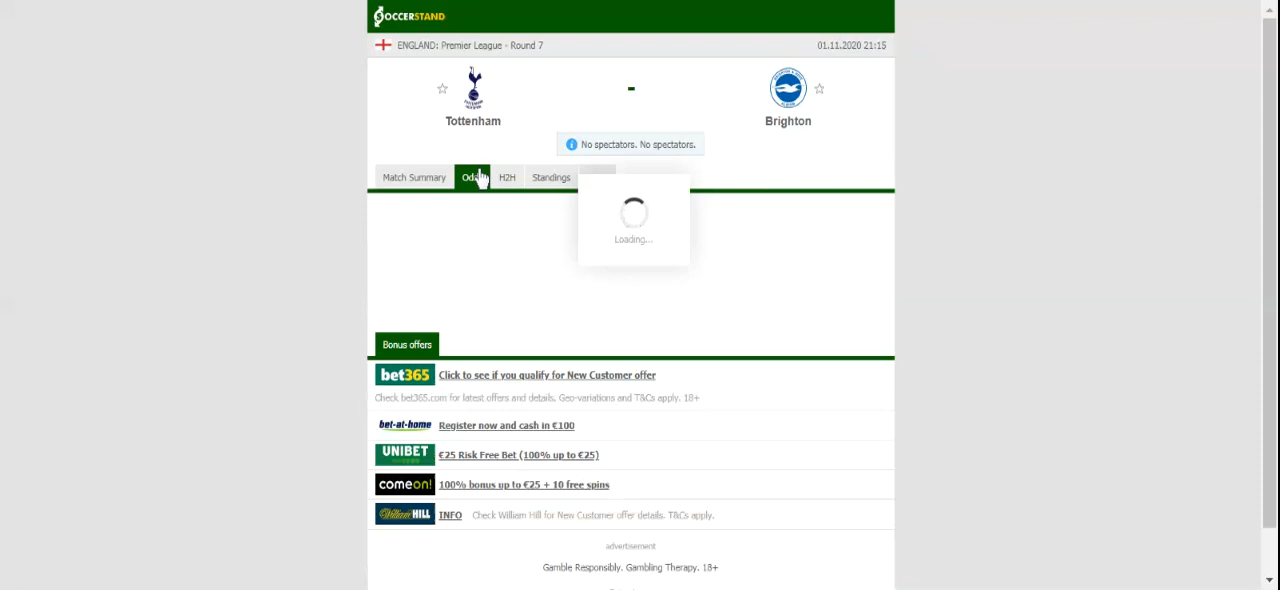 SOCCERSTAND
ENGLAND: Premier League - Round 7 01.11.2020 21:15
-
Tottenham Brighton
No spectators. No spectators.
Match Summary H2H Standings
Loading...
Bonus offers
bet365 Click to see if you qualify for New Customer offer
Check bet365.com for latest offers and details. Geo-variations and T&Cs apply. 18+
bet-at-home Register now and cash in €100
UNIBET €25 Risk Free Bet (100% up to €25)
comeon! 100% bonus up to €25 + 10 free spins
William HILL INFO Check William Hill for New Customer offer details. T&Cs apply.
advertisement
Gamble Responsibly. Gambling Therapy. 18+